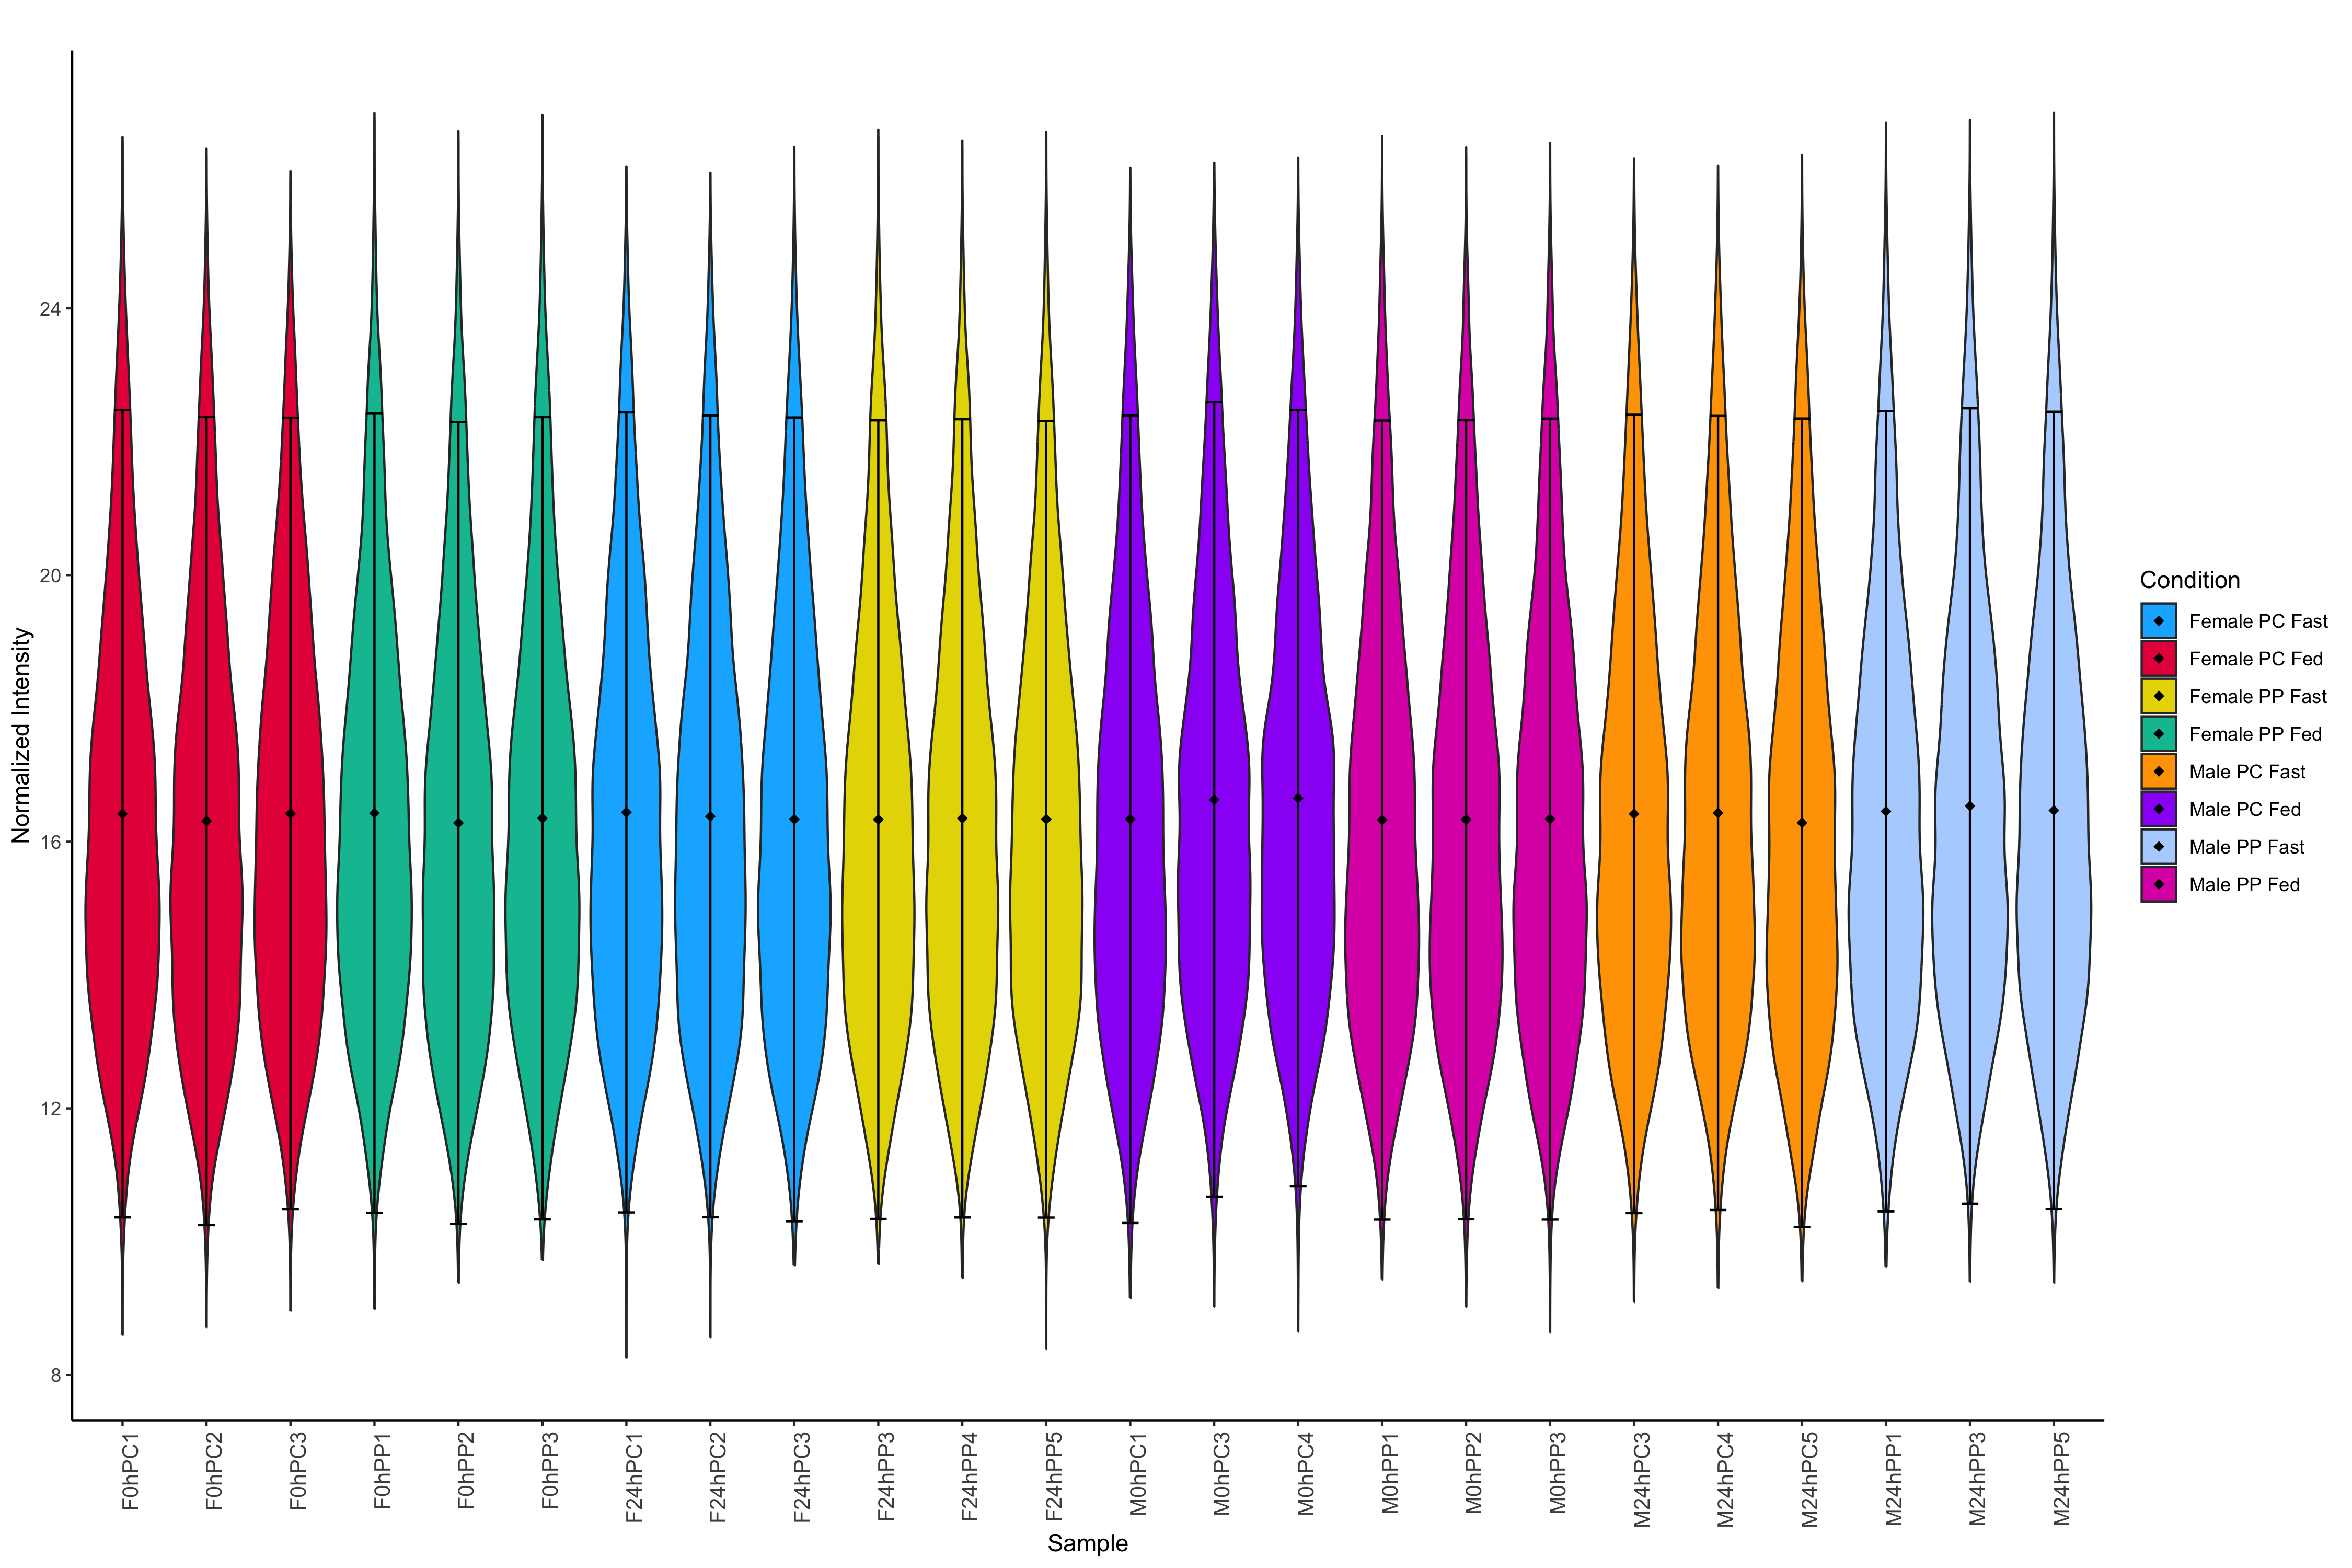 Normalized Intensity
24
20
16
12
8
F0hPC1
F0hPC2
F0hPC3
F0hPP1
F0hPP2
F0hPP3
F24hPC1
F24hPC2
F24hPC3
F24hPP3
F24hPP4
F24hPP5
M0hPC1
M0hPC3
M0hPC4
M0hPP1
M0hPP2
M0hPP3
M24hPC3
M24hPC4
M24hPC5
M24hPP1
M24hPP3
M24hPP5
Sample
Condition
Female PC Fast
Female PC Fed
Female PP Fast
Female PP Fed
Male PC Fast
Male PC Fed
Male PP Fast
Male PP Fed